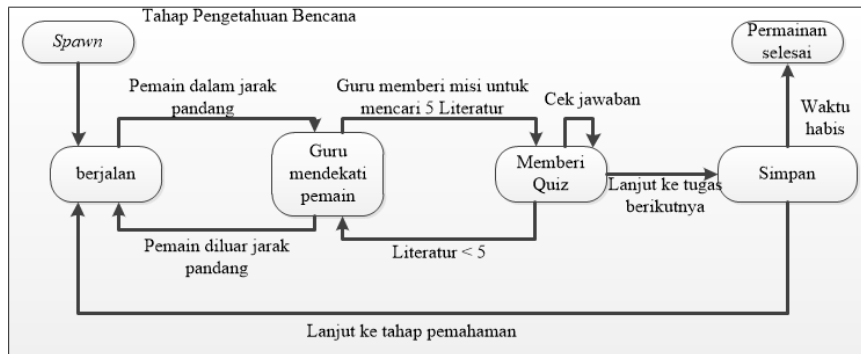 Tahap Pengetahuan Bencana
Spawn
Permainan
selesai
Pemain dalam jarak
pandang
Guru memberi misi untuk
mencari 5 Literatur
Cek jawaban
Waktu
habis
berjalan
Guru
mendekati
pemain
Memberi
Quiz
Lanjut ke tugas
berikutnya
Simpan
Pemain diluar jarak
pandang
Literatur < 5
Lanjut ke tahap pemahaman